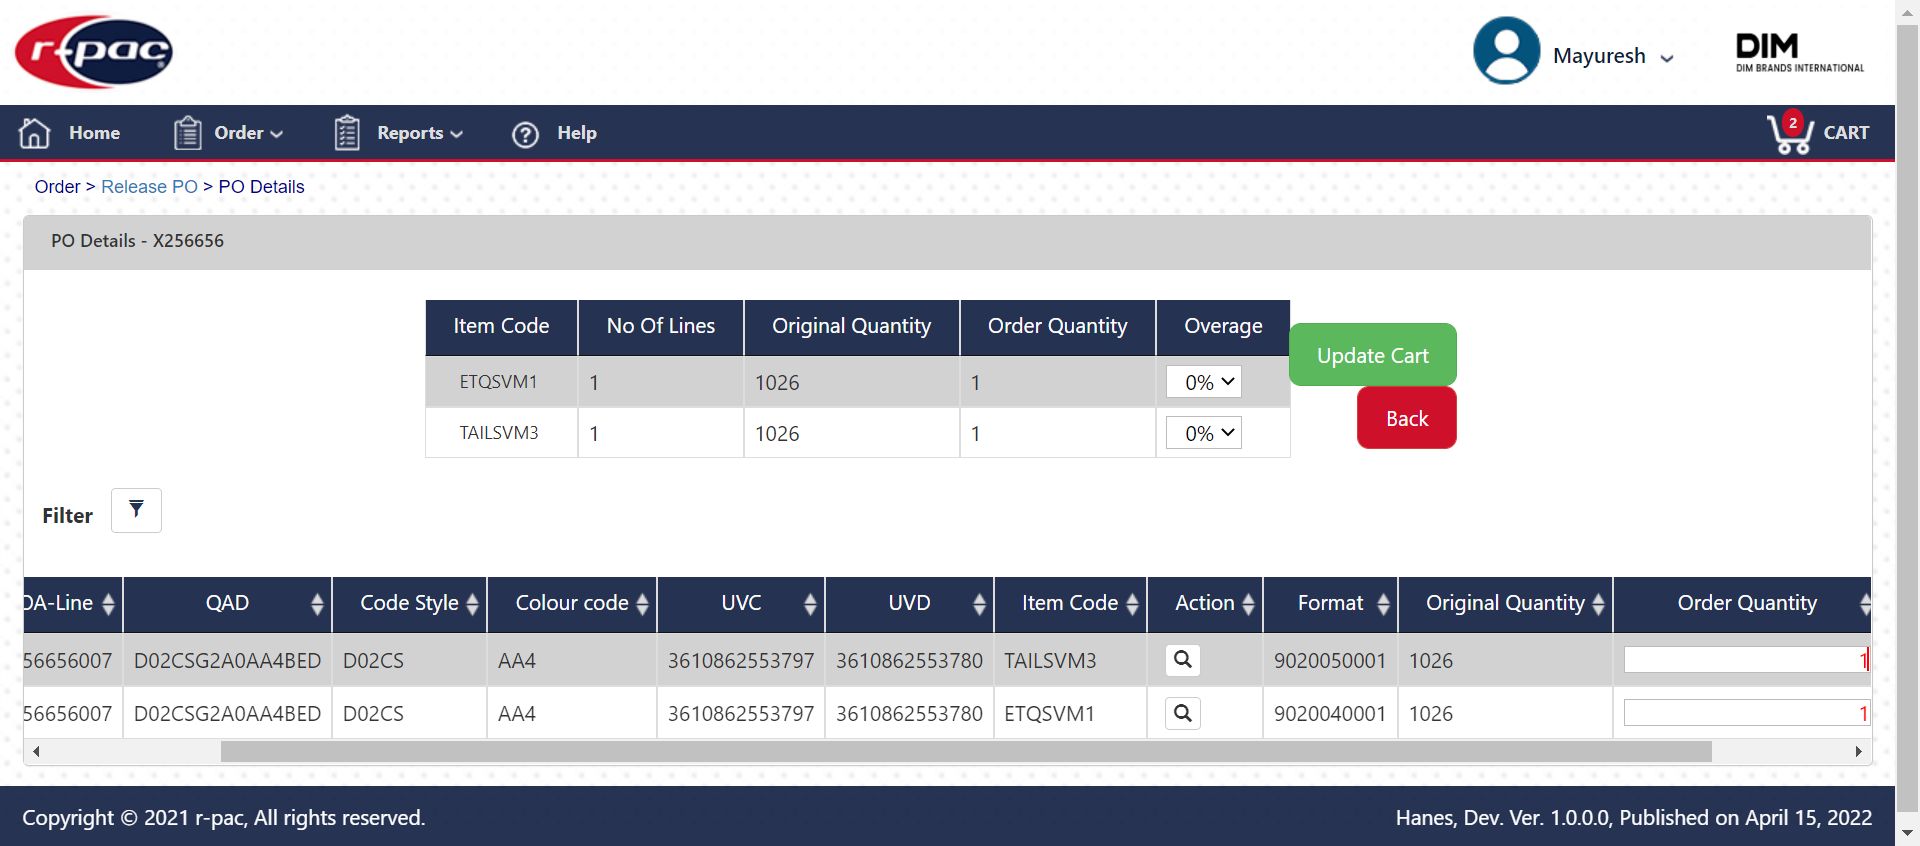 r-pac
Mayuresh
DIM
DIM BRANDS INTERNATIONAL
Home
Order
Reports
Help
2
CART
Order > Release PO > PO Details
PO Details - X256656
Item Code No Of Lines Original Quantity Order Quantity Overage
ETQSVM1 1 1026 1 0%
TAILSVM3 1 1026 1 0%
Update Cart
Back
Filter
OA-Line QAD Code Style Colour code UVC UVD Item Code Action Format Original Quantity Order Quantity
56656007 D02CSG2A0AA4BED D02CS AA4 3610862553797 3610862553780 TAILSVM3 9020050001 1026 1
56656007 D02CSG2A0AA4BED D02CS AA4 3610862553797 3610862553780 ETQSVM1 9020040001 1026 1
Copyright © 2021 r-pac, All rights reserved.
Hanes, Dev. Ver. 1.0.0.0, Published on April 15, 2022